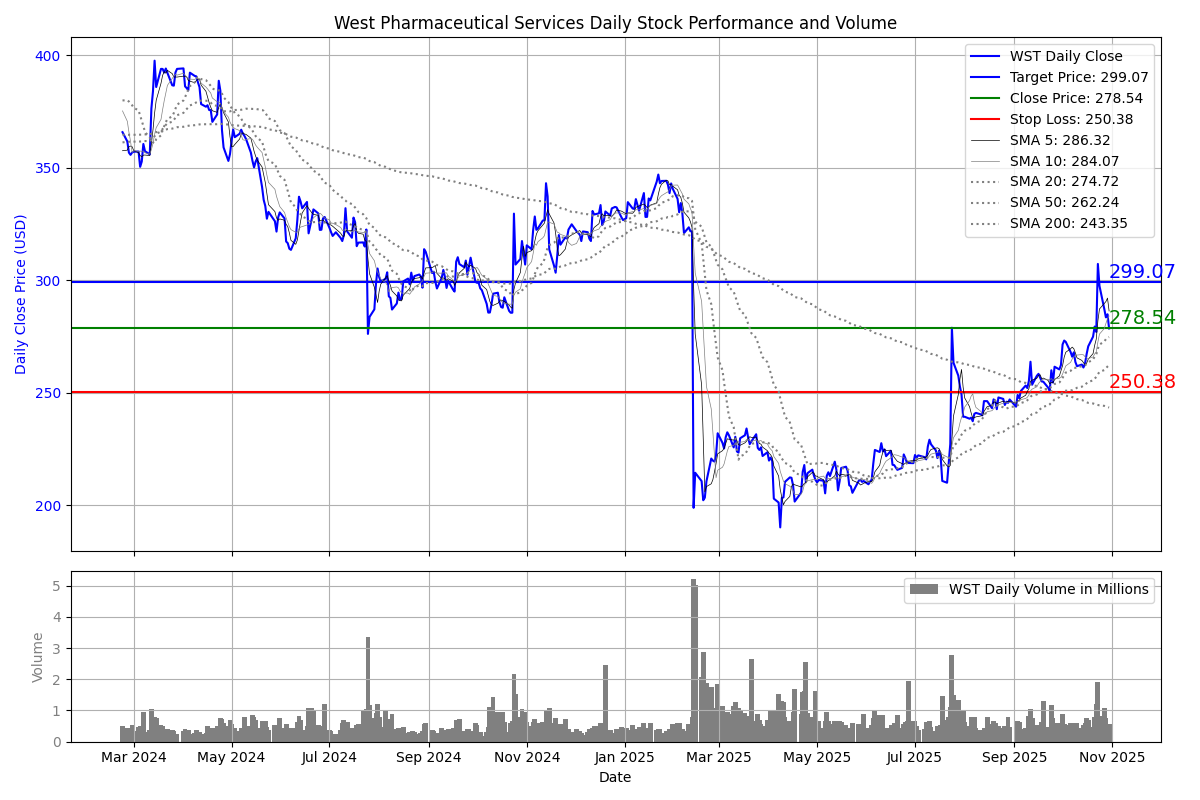 West Pharmaceutical Services Daily Stock Performance and Volume
Daily Close Price (USD)
400
350
300
250
200
WST Daily Close
Target Price: 299.07
Close Price: 278.54
Stop Loss: 250.38
SMA 5: 286.32
SMA 10: 284.07
SMA 20: 274.72
SMA 50: 262.24
SMA 200: 243.35
299.07
278.54
250.38
Volume
5
4
3
2
1
0
WST Daily Volume in Millions
Mar 2024 May 2024 Jul 2024 Sep 2024 Nov 2024 Jan 2025 Mar 2025 May 2025 Jul 2025 Sep 2025 Nov 2025
Date